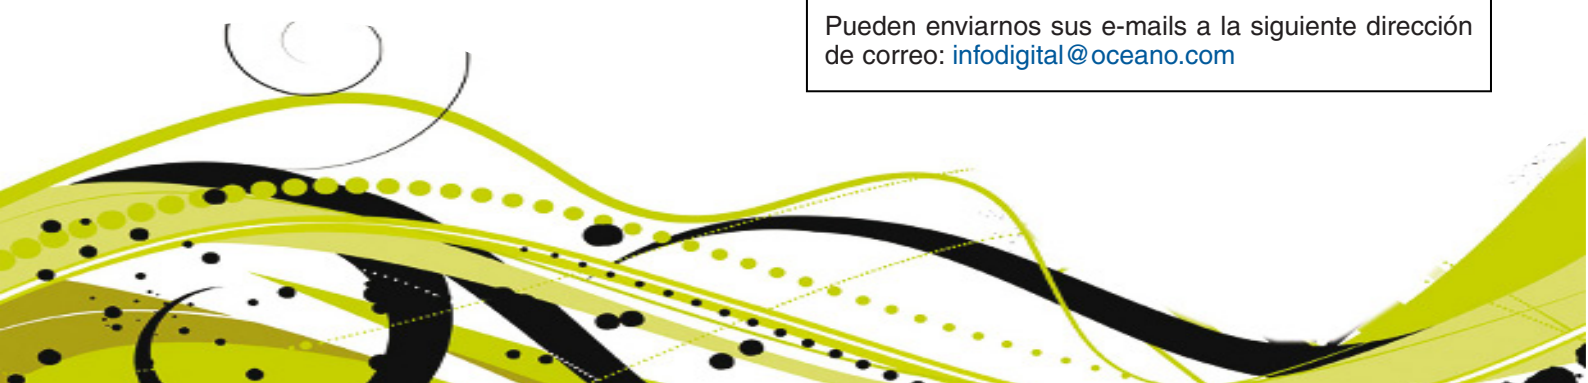 Pueden enviarnos sus e-mails a la siguiente dirección
de correo: infodigital@oceano.com